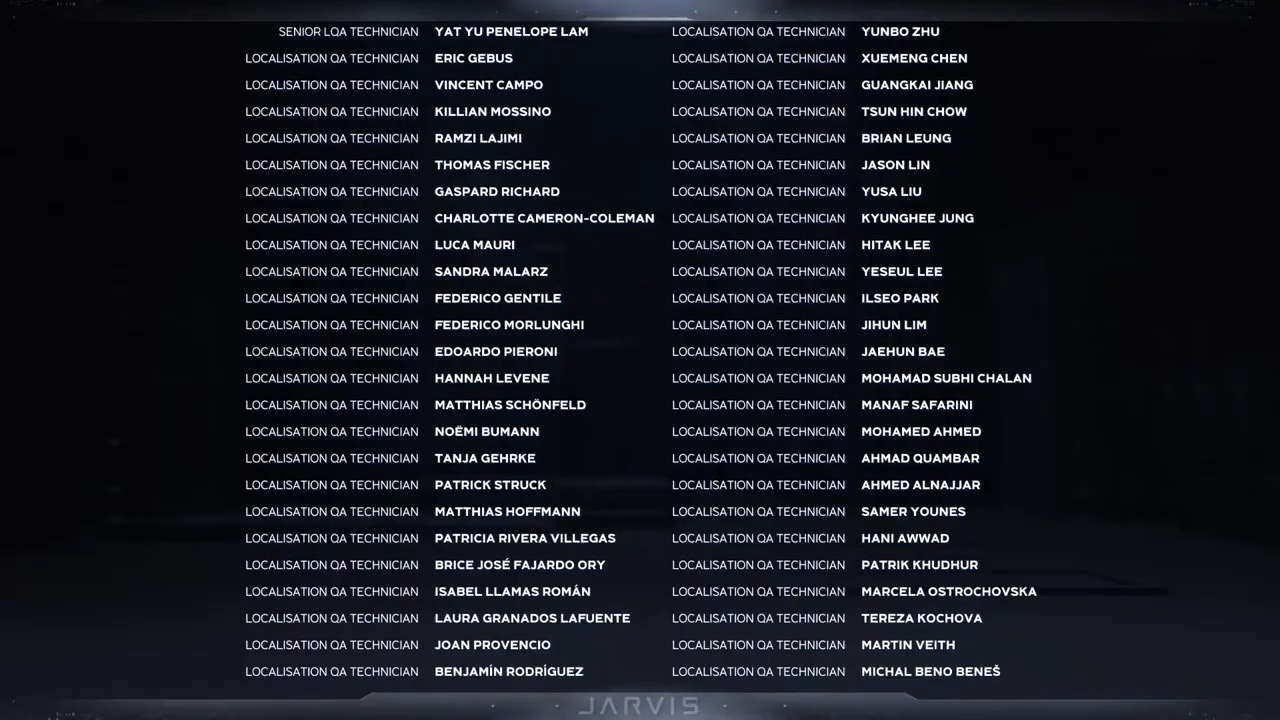 SENIOR LQA TECHNICIAN YAT YU PENELOPE LAM
LOCALISATION QA TECHNICIAN ERIC GEBUS
LOCALISATION QA TECHNICIAN VINCENT CAMPO
LOCALISATION QA TECHNICIAN KILLIAN MOSSINO
LOCALISATION QA TECHNICIAN RAMZI LAJIMI
LOCALISATION QA TECHNICIAN THOMAS FISCHER
LOCALISATION QA TECHNICIAN GASPARD RICHARD
LOCALISATION QA TECHNICIAN CHARLOTTE CAMERON-COLEMAN
LOCALISATION QA TECHNICIAN LUCA MAURI
LOCALISATION QA TECHNICIAN SANDRA MALARZ
LOCALISATION QA TECHNICIAN FEDERICO GENTILE
LOCALISATION QA TECHNICIAN FEDERICO MORLUNGHI
LOCALISATION QA TECHNICIAN EDOARDO PIERONI
LOCALISATION QA TECHNICIAN HANNAH LEVENE
LOCALISATION QA TECHNICIAN MATTHIAS SCHÖNFELD
LOCALISATION QA TECHNICIAN NOËMI BUMANN
LOCALISATION QA TECHNICIAN TANJA GEHRKE
LOCALISATION QA TECHNICIAN PATRICK STRUCK
LOCALISATION QA TECHNICIAN MATTHIAS HOFFMANN
LOCALISATION QA TECHNICIAN PATRICIA RIVERA VILLEGAS
LOCALISATION QA TECHNICIAN BRICE JOSÉ FAJARDO ORY
LOCALISATION QA TECHNICIAN ISABEL LLAMAS ROMÁN
LOCALISATION QA TECHNICIAN LAURA GRANADOS LAFUENTE
LOCALISATION QA TECHNICIAN JOAN PROVENCIO
LOCALISATION QA TECHNICIAN BENJAMÍN RODRÍGUEZ
LOCALISATION QA TECHNICIAN YUNBO ZHU
LOCALISATION QA TECHNICIAN XUEMENG CHEN
LOCALISATION QA TECHNICIAN GUANGKAI JIANG
LOCALISATION QA TECHNICIAN TSUN HIN CHOW
LOCALISATION QA TECHNICIAN BRIAN LEUNG
LOCALISATION QA TECHNICIAN JASON LIN
LOCALISATION QA TECHNICIAN YUSA LIU
LOCALISATION QA TECHNICIAN KYUNGHEE JUNG
LOCALISATION QA TECHNICIAN HITAK LEE
LOCALISATION QA TECHNICIAN YESEUL LEE
LOCALISATION QA TECHNICIAN ILSEO PARK
LOCALISATION QA TECHNICIAN JIHUN LIM
LOCALISATION QA TECHNICIAN JAEHUN BAE
LOCALISATION QA TECHNICIAN MOHAMAD SUBHI CHALAN
LOCALISATION QA TECHNICIAN MANAF SAFARINI
LOCALISATION QA TECHNICIAN MOHAMED AHMED
LOCALISATION QA TECHNICIAN AHMAD QUAMBAR
LOCALISATION QA TECHNICIAN AHMED ALNAJJAR
LOCALISATION QA TECHNICIAN SAMER YOUNES
LOCALISATION QA TECHNICIAN HANI AWWAD
LOCALISATION QA TECHNICIAN PATRIK KHUDHUR
LOCALISATION QA TECHNICIAN MARCELA OSTROCHOVSKA
LOCALISATION QA TECHNICIAN TEREZA KOCHOVA
LOCALISATION QA TECHNICIAN MARTIN VEITH
LOCALISATION QA TECHNICIAN MICHAL BENO BENEŠ
JARVIS